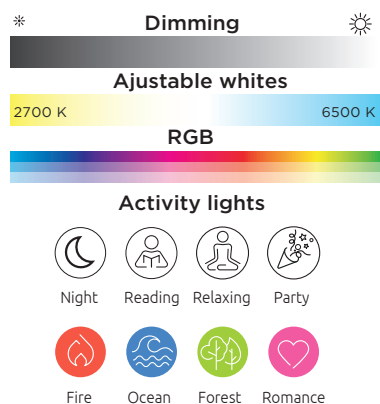 Dimming
Ajustable whites
2700 K 6500 K
RGB
Activity lights
Night Reading Relaxing Party
Fire Ocean Forest Romance